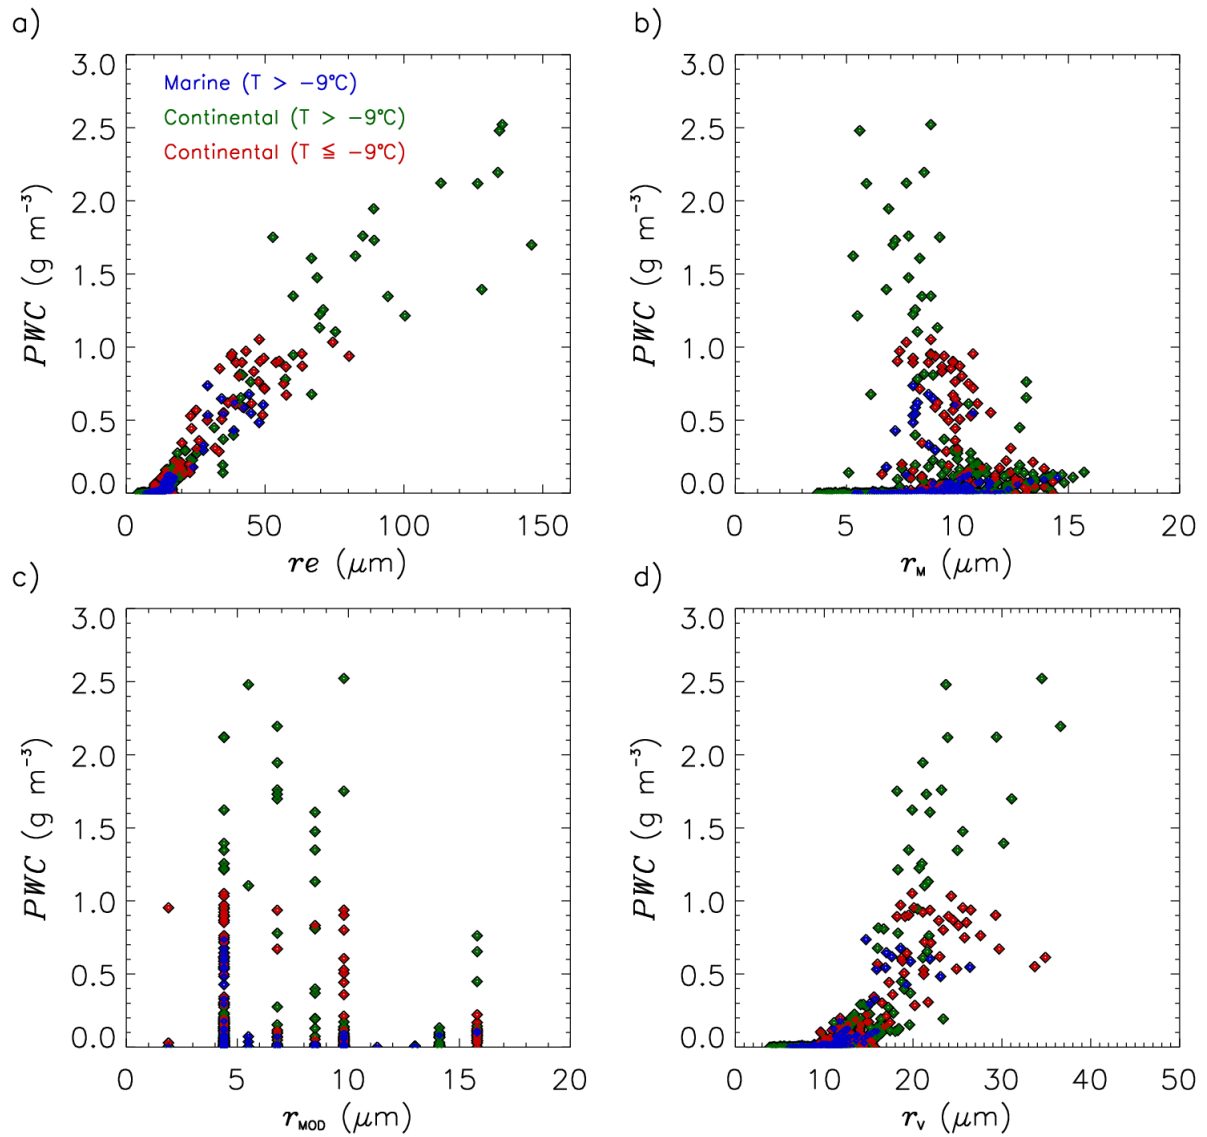 a)
3.0
2.5
2.0
1.5
1.0
0.5
0.0
PWC (g m⁻³)
Marine (T > −9°C)
Continental (T > −9°C)
Continental (T ≦ −9°C)
0 50 100 150
re (μm)
b)
3.0
2.5
2.0
1.5
1.0
0.5
0.0
PWC (g m⁻³)
0 5 10 15 20
r_M (μm)
c)
3.0
2.5
2.0
1.5
1.0
0.5
0.0
PWC (g m⁻³)
0 5 10 15 20
r_MOD (μm)
d)
3.0
2.5
2.0
1.5
1.0
0.5
0.0
PWC (g m⁻³)
0 10 20 30 40 50
r_V (μm)